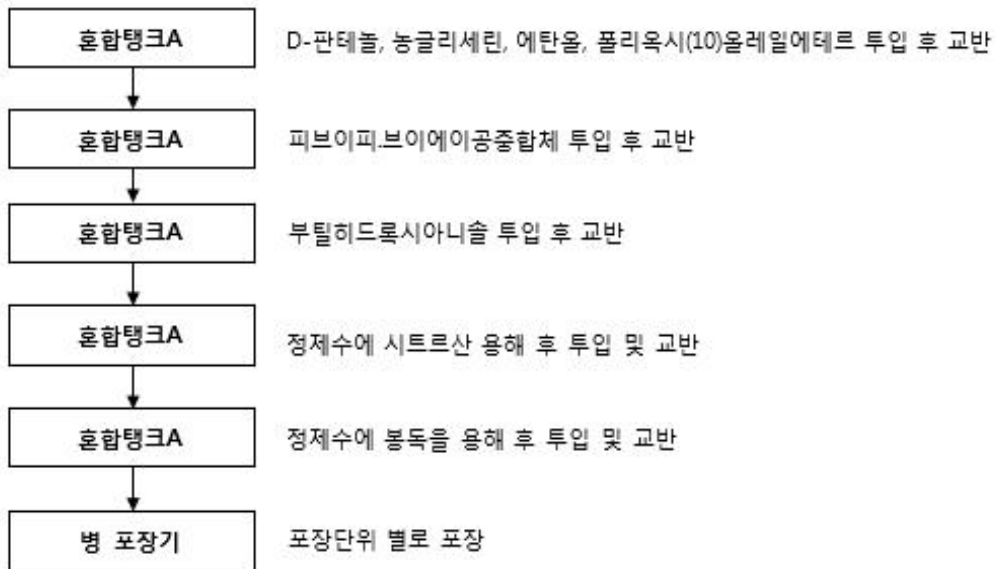 혼합탱크A D-판테놀, 농글리세린, 에탄올, 폴리옥시(10)올레일에테르 투입 후 교반
혼합탱크A 피브이피.브이에이공중합체 투입 후 교반
혼합탱크A 부틸히드록시아니솔 투입 후 교반
혼합탱크A 정제수에 시트르산 용해 후 투입 및 교반
혼합탱크A 정제수에 봉독을 용해 후 투입 및 교반
병 포장기 포장단위 별로 포장